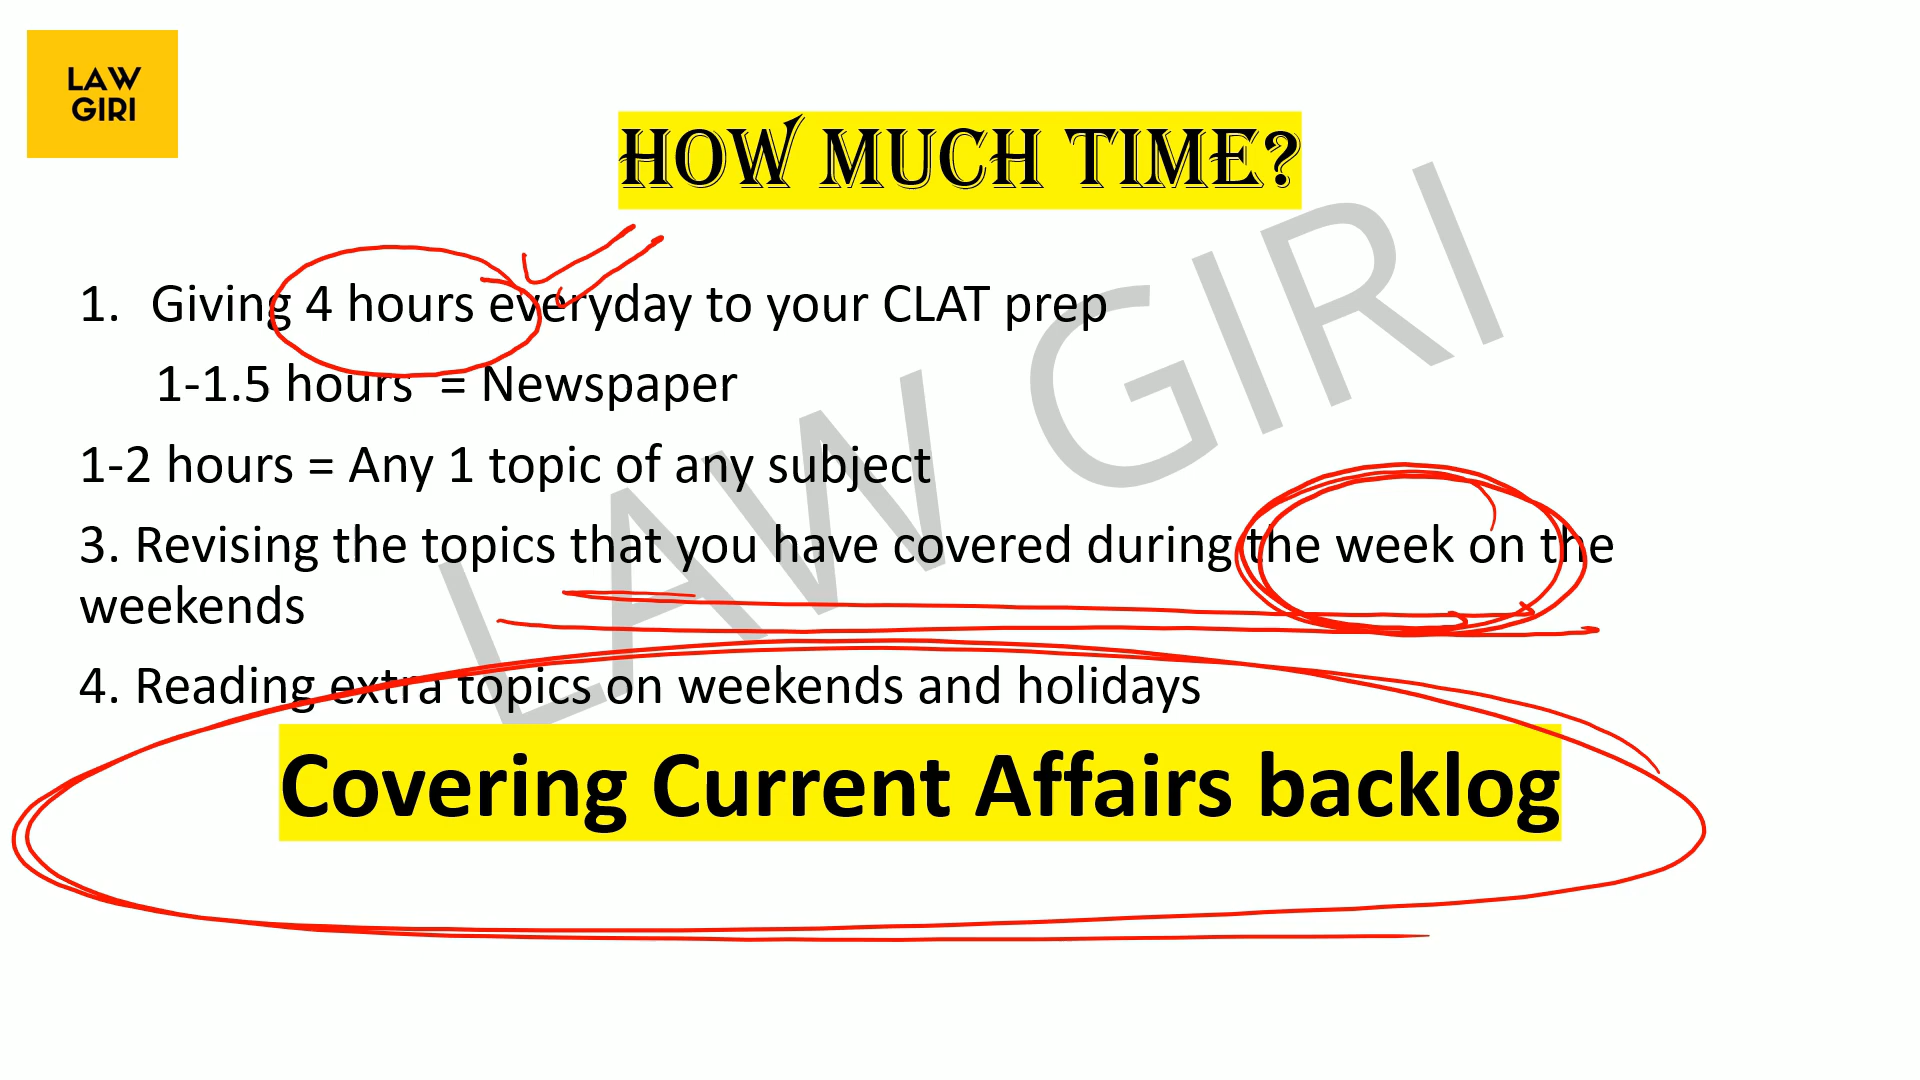 LAW
GIRI
HOW MUCH TIME?
1. Giving 4 hours everyday to your CLAT prep
1-1.5 hours = Newspaper
1-2 hours = Any 1 topic of any subject
3. Revising the topics that you have covered during the week on the
weekends
4. Reading extra topics on weekends and holidays
Covering Current Affairs backlog
LAW GIRI